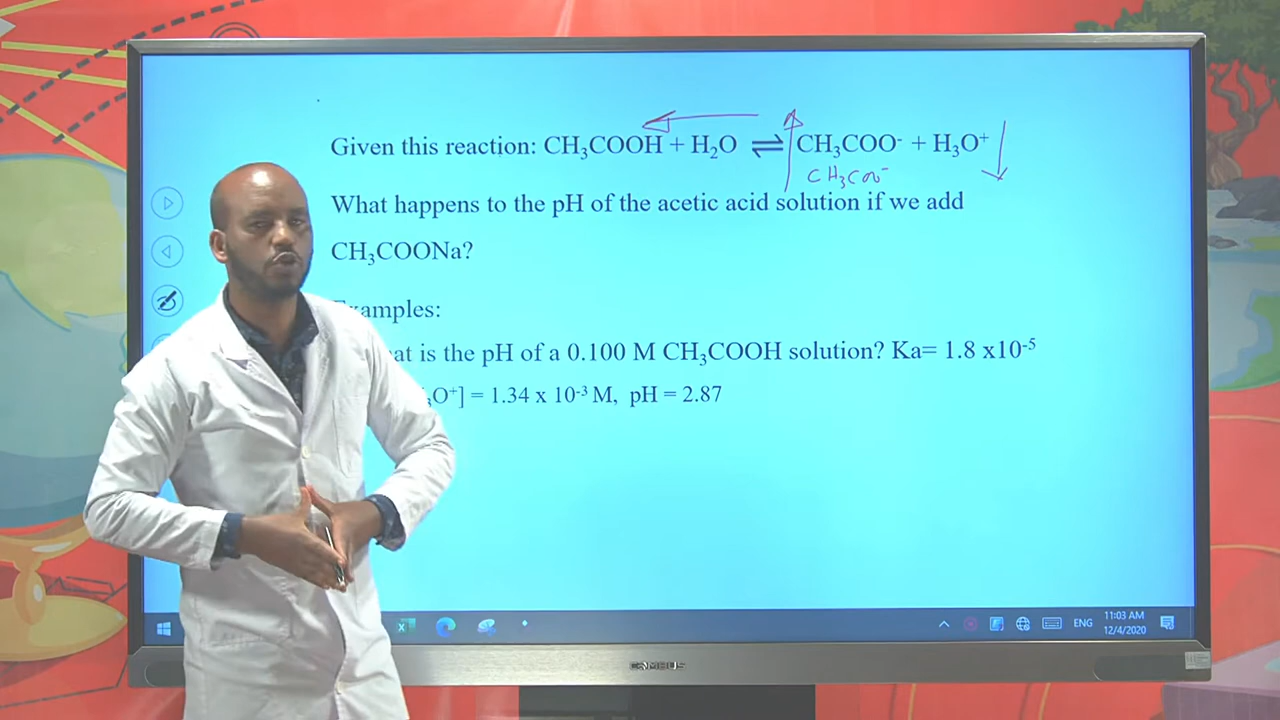 Given this reaction: CH₃COOH + H₂O ⇌ CH₃COO⁻ + H₃O⁺
CH₃COO⁻
What happens to the pH of the acetic acid solution if we add
CH₃COONa?
Examples:
at is the pH of a 0.100 M CH₃COOH solution? Ka= 1.8 x10⁻⁵
₃O⁺] = 1.34 x 10⁻³ M, pH = 2.87
ENG
11:03 AM
12/4/2020